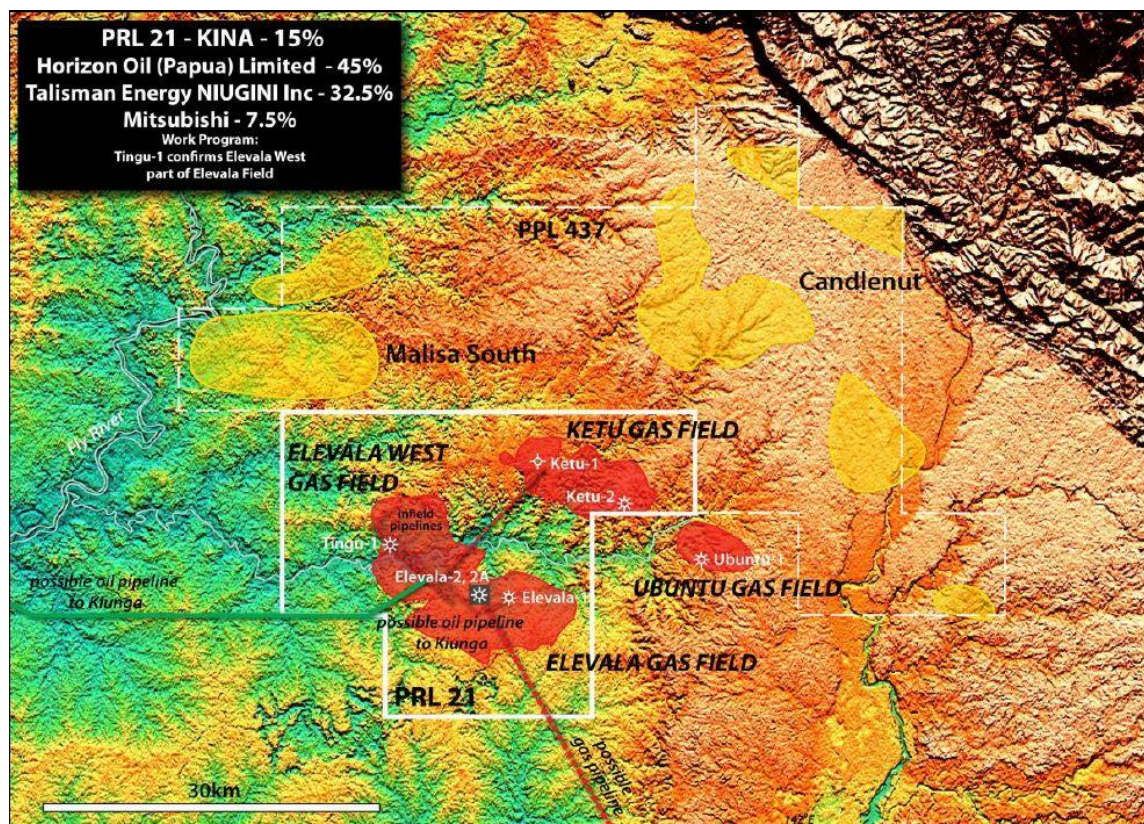 PRL 21 - KINA - 15%
Horizon Oil (Papua) Limited - 45%
Talisman Energy NIUGINI Inc - 32.5%
Mitsubishi - 7.5%
Work Program:
Tingu-1 confirms Elevala West
part of Elevala Field
PPL 437
Candlenut
Malisa South
Fly River
KETU GAS FIELD
ELEVALA WEST
GAS FIELD
Ketu-1
Ketu-2
infield
pipelines
Tingu-1
Ubuntu-1
Elevala-2, 2A
Elevala-1
UBUNTU GAS FIELD
possible oil pipeline
to Kiunga
possible oil pipeline
to Kiunga
ELEVALA GAS FIELD
PRL 21
possible
gas pipeline
30km
142°E